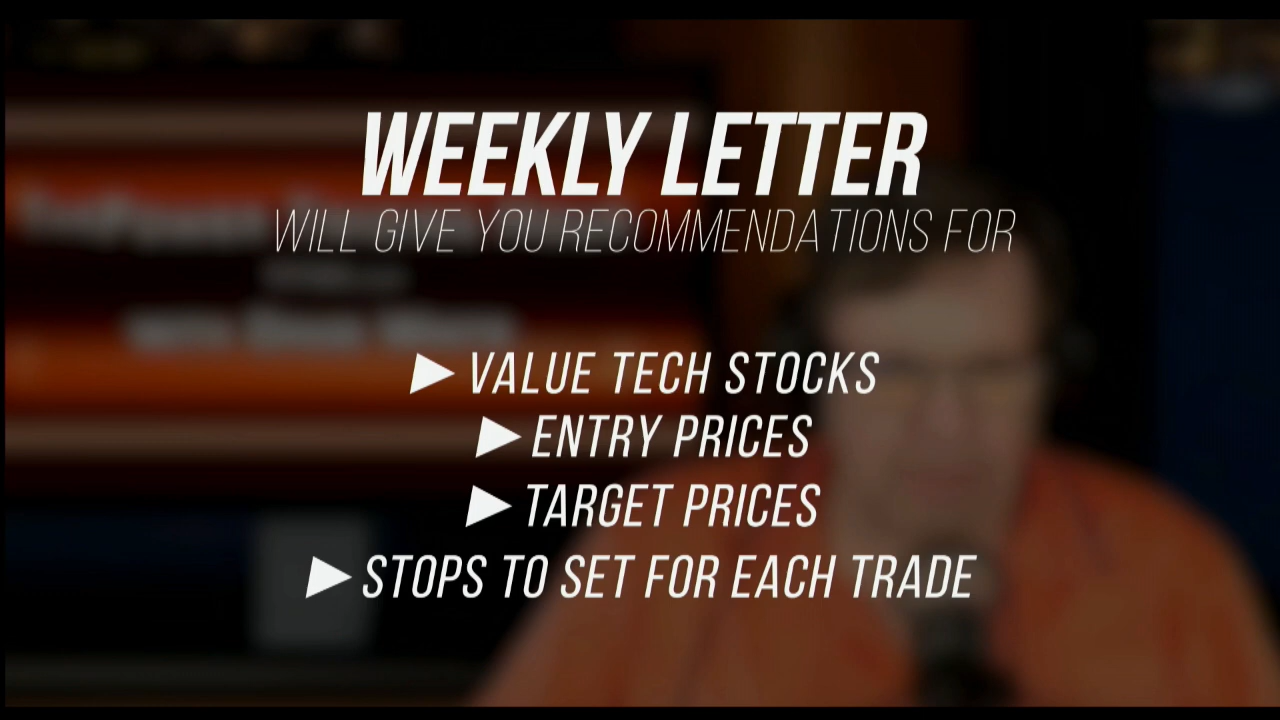 WEEKLY LETTER
WILL GIVE YOU RECOMMENDATIONS FOR
▶ VALUE TECH STOCKS
▶ ENTRY PRICES
▶ TARGET PRICES
▶ STOPS TO SET FOR EACH TRADE